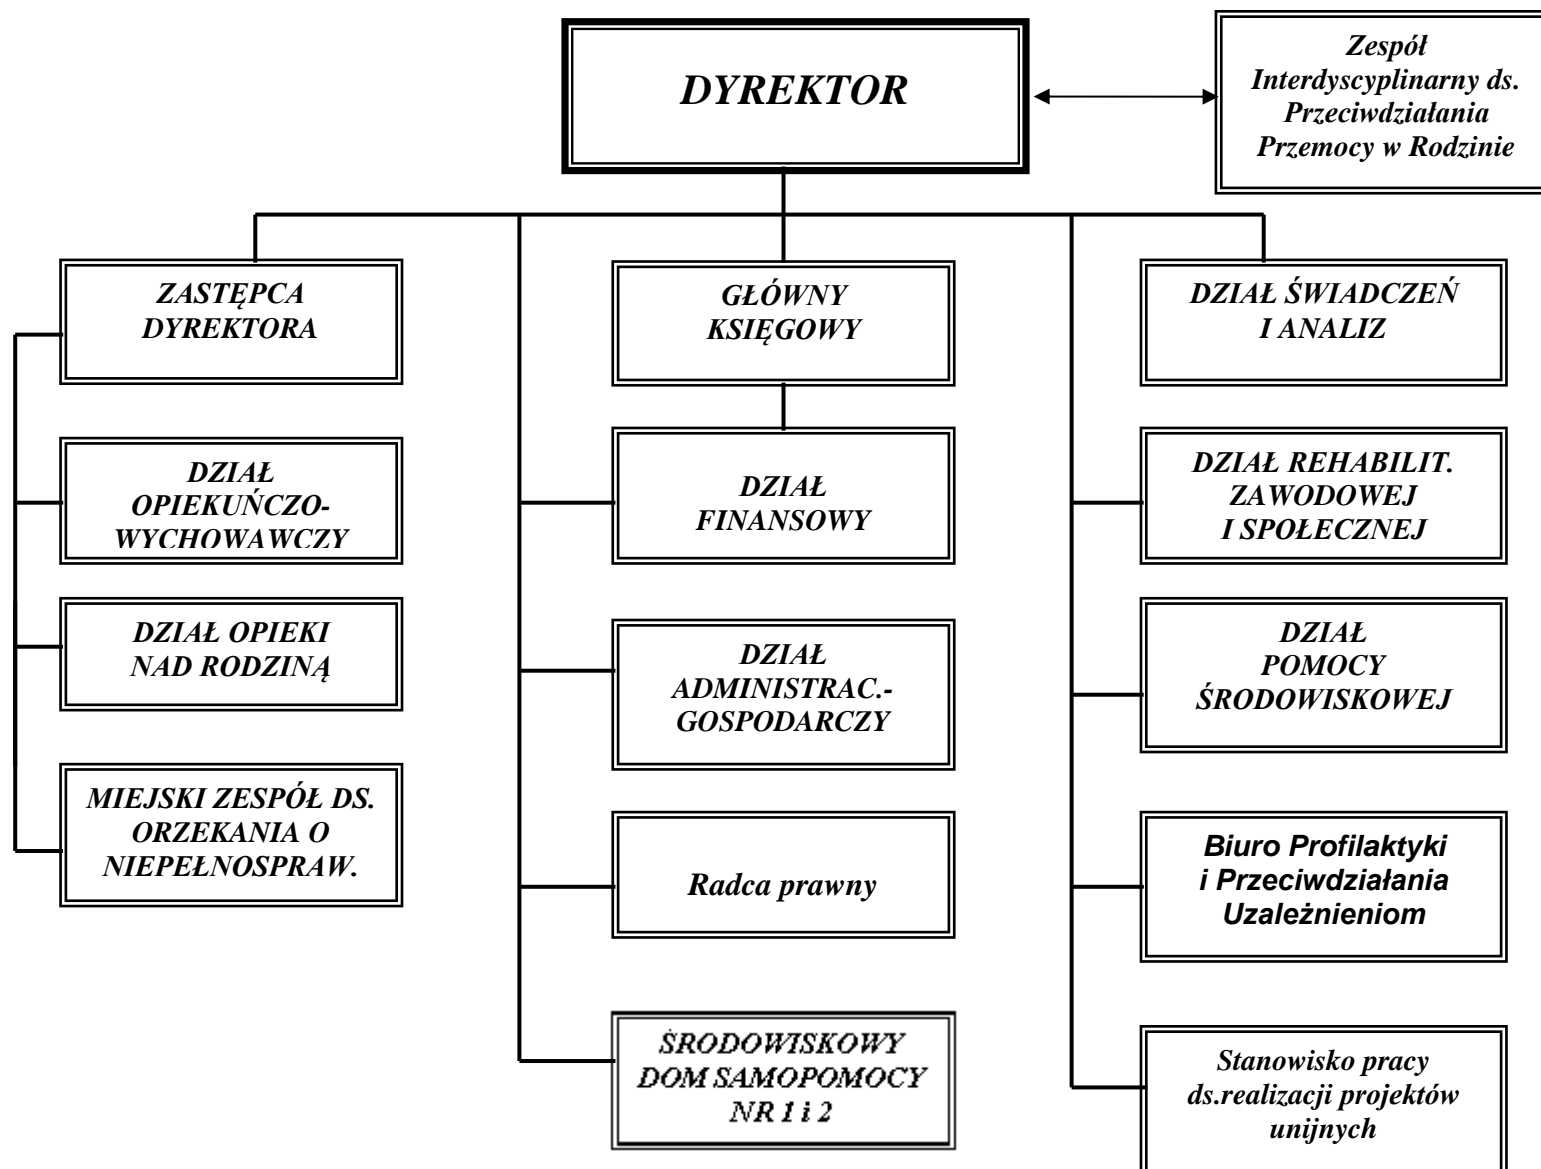 DYREKTOR
Zespół
Interdyscyplinarny ds.
Przeciwdziałania
Przemocy w Rodzinie
ZASTĘPCA
DYREKTORA
GŁÓWNY
KSIĘGOWY
DZIAŁ ŚWIADCZEŃ
I ANALIZ
DZIAŁ
OPIEKUŃCZO-
WYCHOWAWCZY
DZIAŁ
FINANSOWY
DZIAŁ REHABILIT.
ZAWODOWEJ
I SPOŁECZNEJ
DZIAŁ OPIEKI
NAD RODZINĄ
DZIAŁ
ADMINISTRAC.-
GOSPODARCZY
DZIAŁ
POMOCY
ŚRODOWISKOWEJ
MIEJSKI ZESPÓŁ DS.
ORZEKANIA O
NIEPEŁNOSPRAW.
Radca prawny
Biuro Profilaktyki
i Przeciwdziałania
Uzależnieniom
ŚRODOWISKOWY
DOM SAMOPOMOCY
NR 1 i 2
Stanowisko pracy
ds.realizacji projektów
unijnych